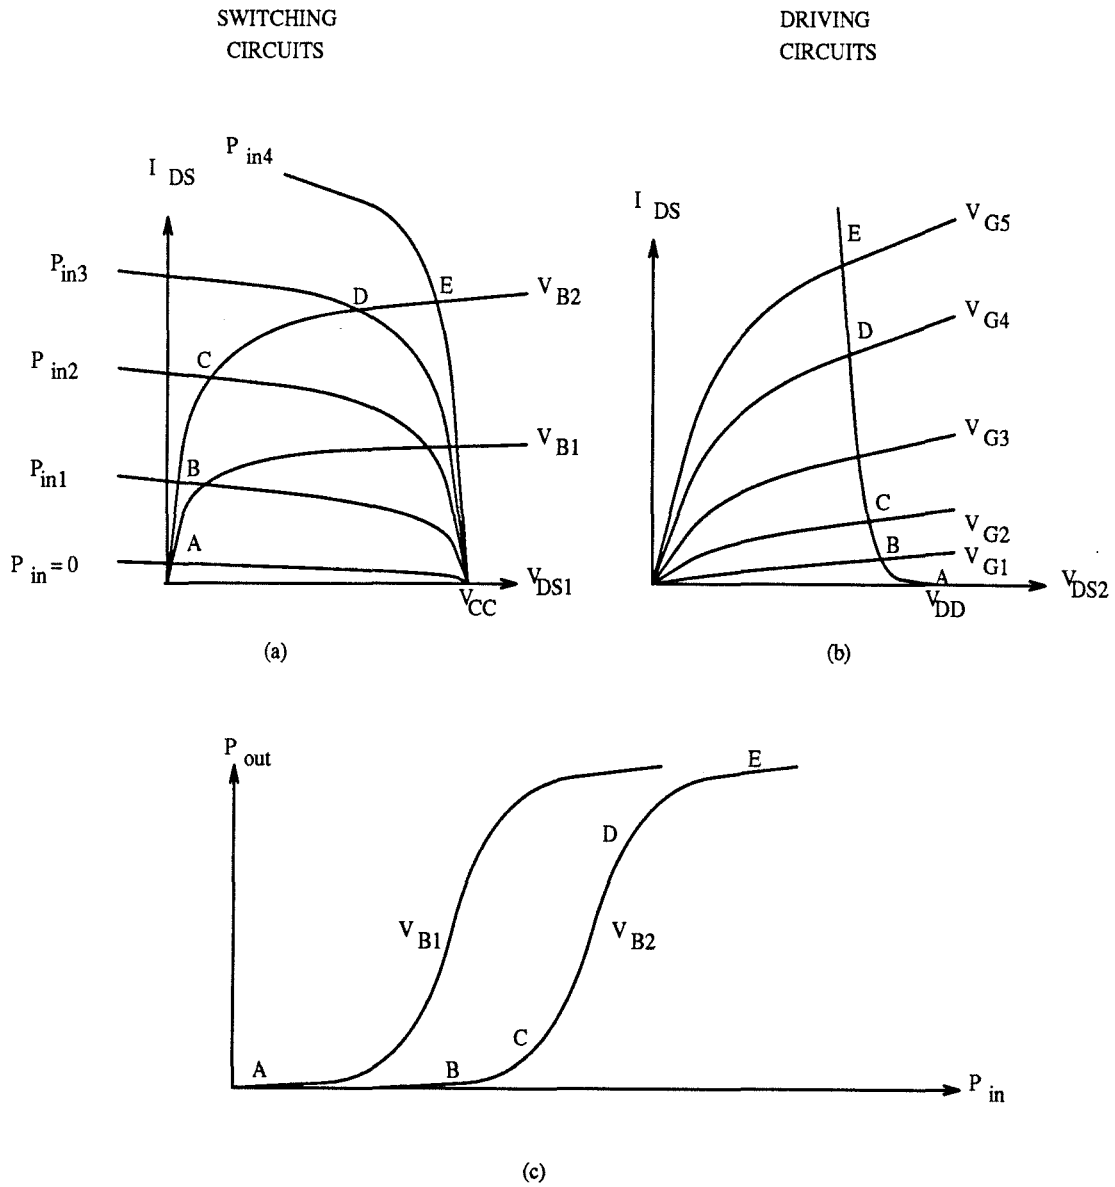 SWITCHING
CIRCUITS
DRIVING
CIRCUITS
I DS
P in4
P in3
P in2
P in1
P in = 0
A
B
C
D
E
V B2
V B1
V CC
V DS1
(a)
I DS
E
D
C
B
A
V G5
V G4
V G3
V G2
V G1
V DD
V DS2
(b)
P out
A
B
C
D
E
V B1
V B2
P in
(c)